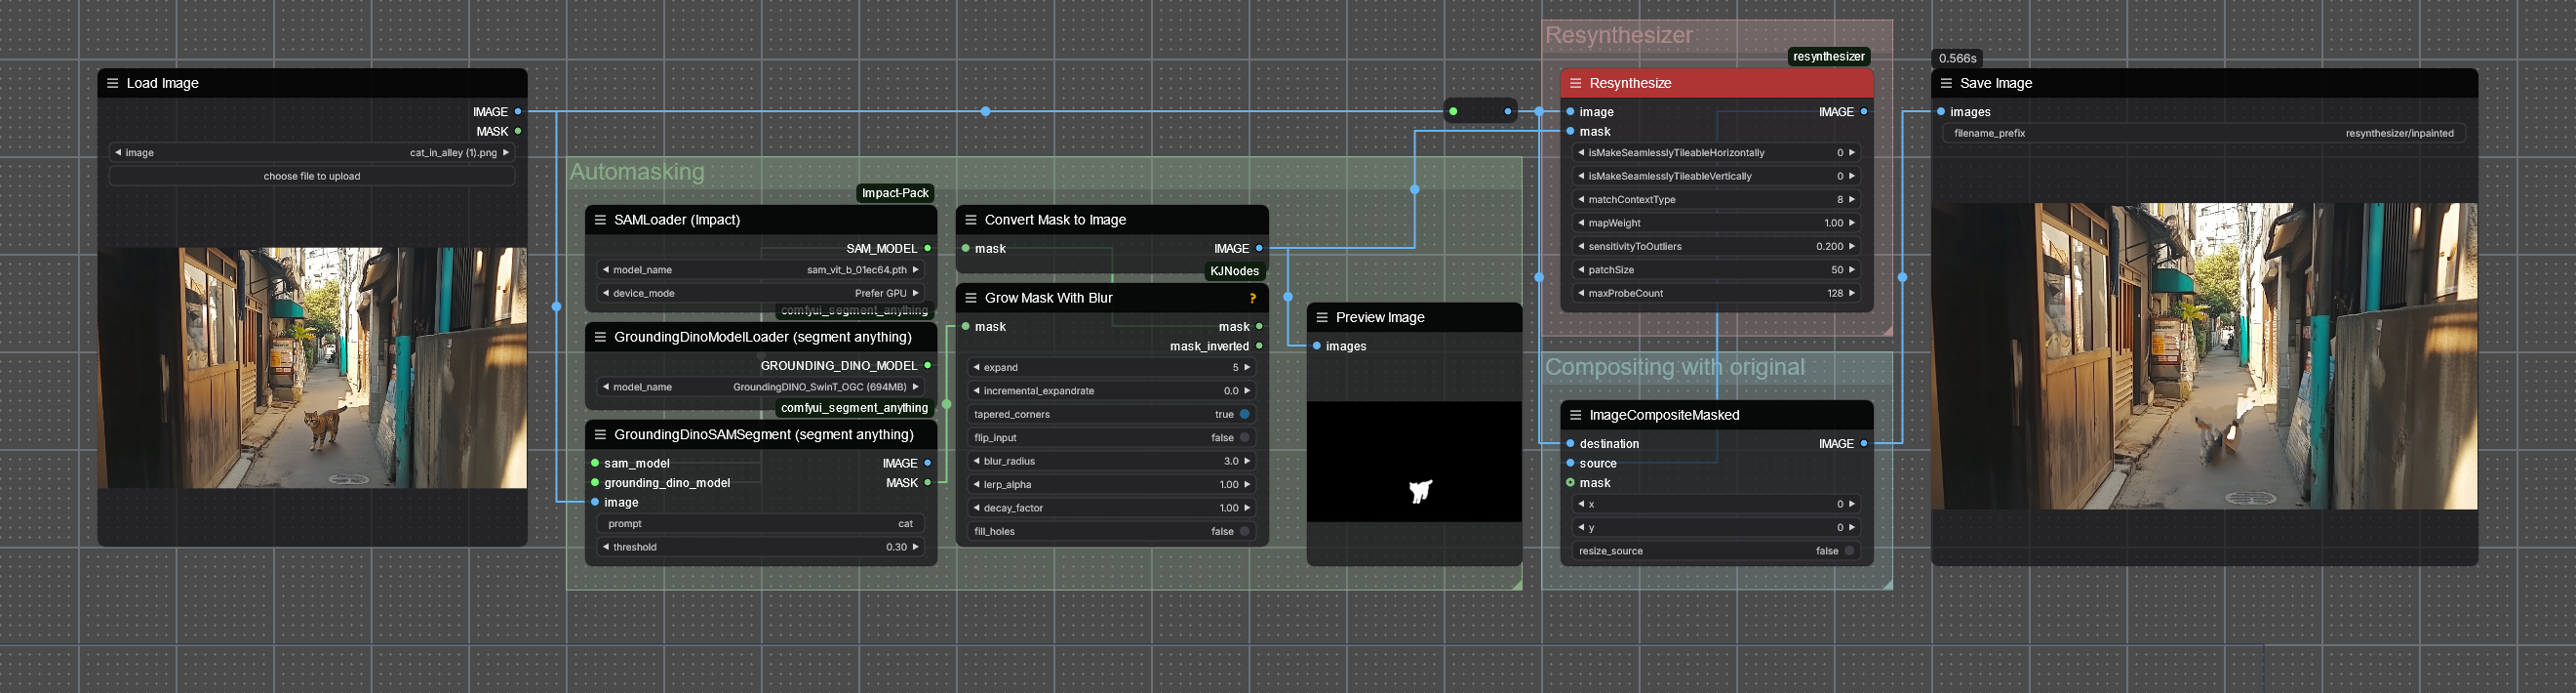 Load Image
IMAGE
MASK
image cat_in_alley (1).png
choose file to upload
Automasking
Impact-Pack
SAMLoader (Impact)
SAM_MODEL
model_name sam_vit_b_01ec64.pth
device_mode Prefer GPU
comfyui_segment_anything
GroundingDinoModelLoader (segment anything)
GROUNDING_DINO_MODEL
model_name GroundingDINO_SwinT_OGC (694MB)
comfyui_segment_anything
GroundingDinoSAMSegment (segment anything)
sam_model IMAGE
grounding_dino_model MASK
image
prompt cat
threshold 0.30
Convert Mask to Image
mask IMAGE
KJNodes
Grow Mask With Blur ?
mask mask
mask_inverted
expand 5
incremental_expandrate 0.0
tapered_corners true
flip_input false
blur_radius 3.0
lerp_alpha 1.00
decay_factor 1.00
fill_holes false
Preview Image
images
Resynthesizer
resynthesizer
Resynthesize
image IMAGE
mask
isMakeSeamlesslyTileableHorizontally 0
isMakeSeamlesslyTileableVertically 0
matchContextType 8
mapWeight 1.00
sensitivityToOutliers 0.200
patchSize 50
maxProbeCount 128
Compositing with original
ImageCompositeMasked
destination IMAGE
source
mask
x 0
y 0
resize_source false
0.566s
Save Image
images
filename_prefix resynthesizer/inpainted